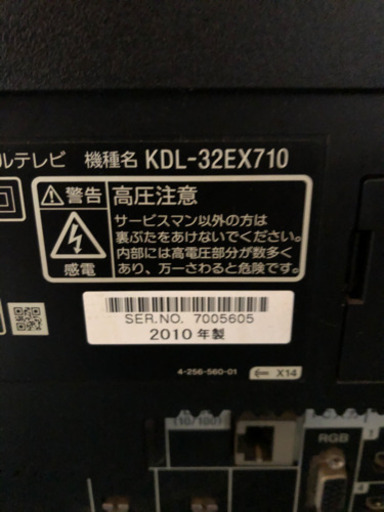 ルテレビ 機種名 KDL-32EX710
警告 高圧注意
サービスマン以外の方は
裏ぶたをあけないでください。
内部には高電圧部分が数多く
あり、万一さわると危険です。
感電
SER.NO. 7005605
2010 年製
4-256-560-01
X14
(10/100)
RGB
1
4